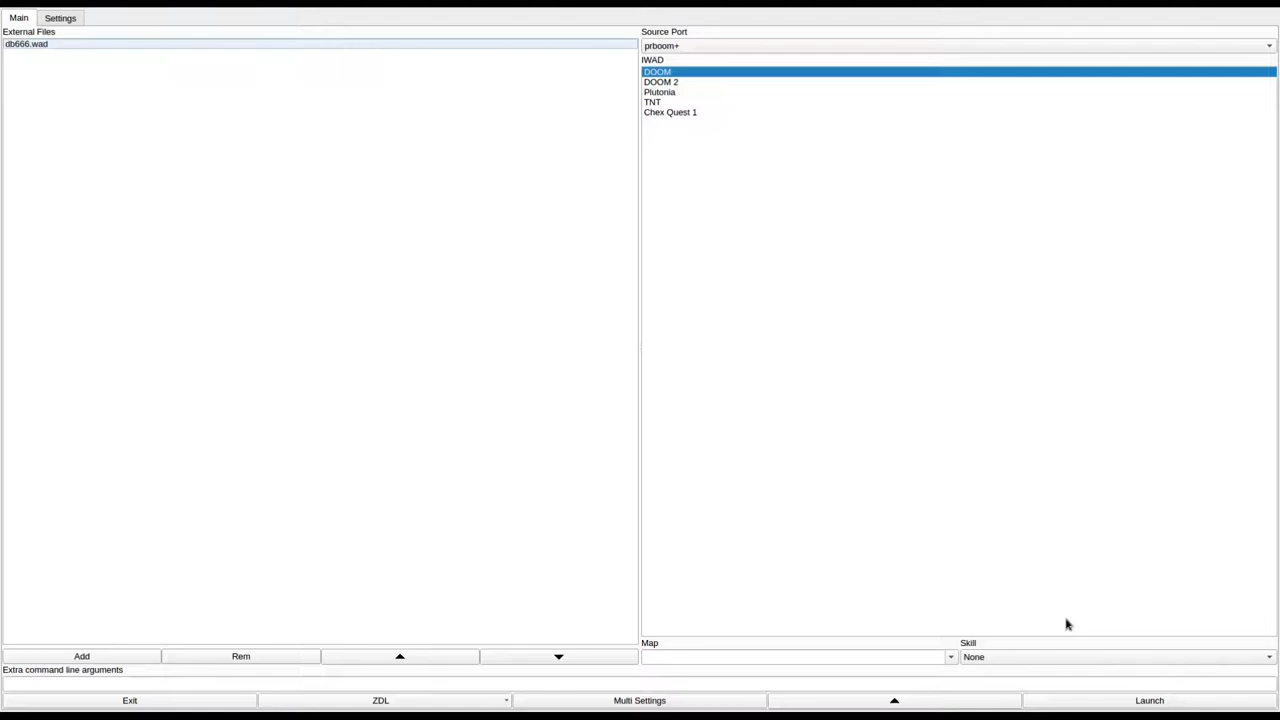 Main Settings
External Files
db666.wad
Source Port
prboom+
IWAD
DOOM
DOOM 2
Plutonia
TNT
Chex Quest 1
Map Skill
None
Add Rem
Extra command line arguments
Exit ZDL Multi Settings Launch